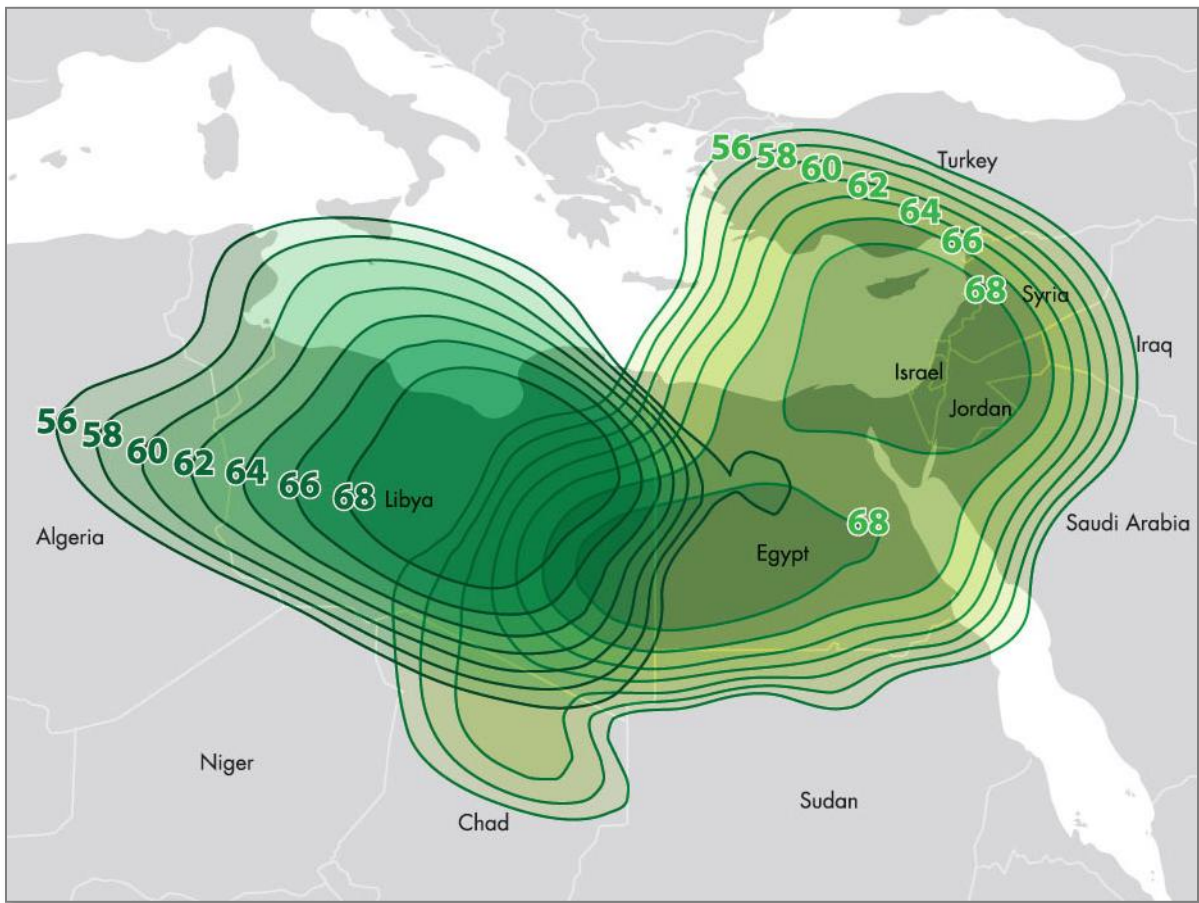 56
58
60
Turkey
62
64
66
68
Syria
Iraq
Israel
Jordan
56
58
60
62
64
66
68
Libya
68
Saudi Arabia
Algeria
Egypt
Niger
Sudan
Chad